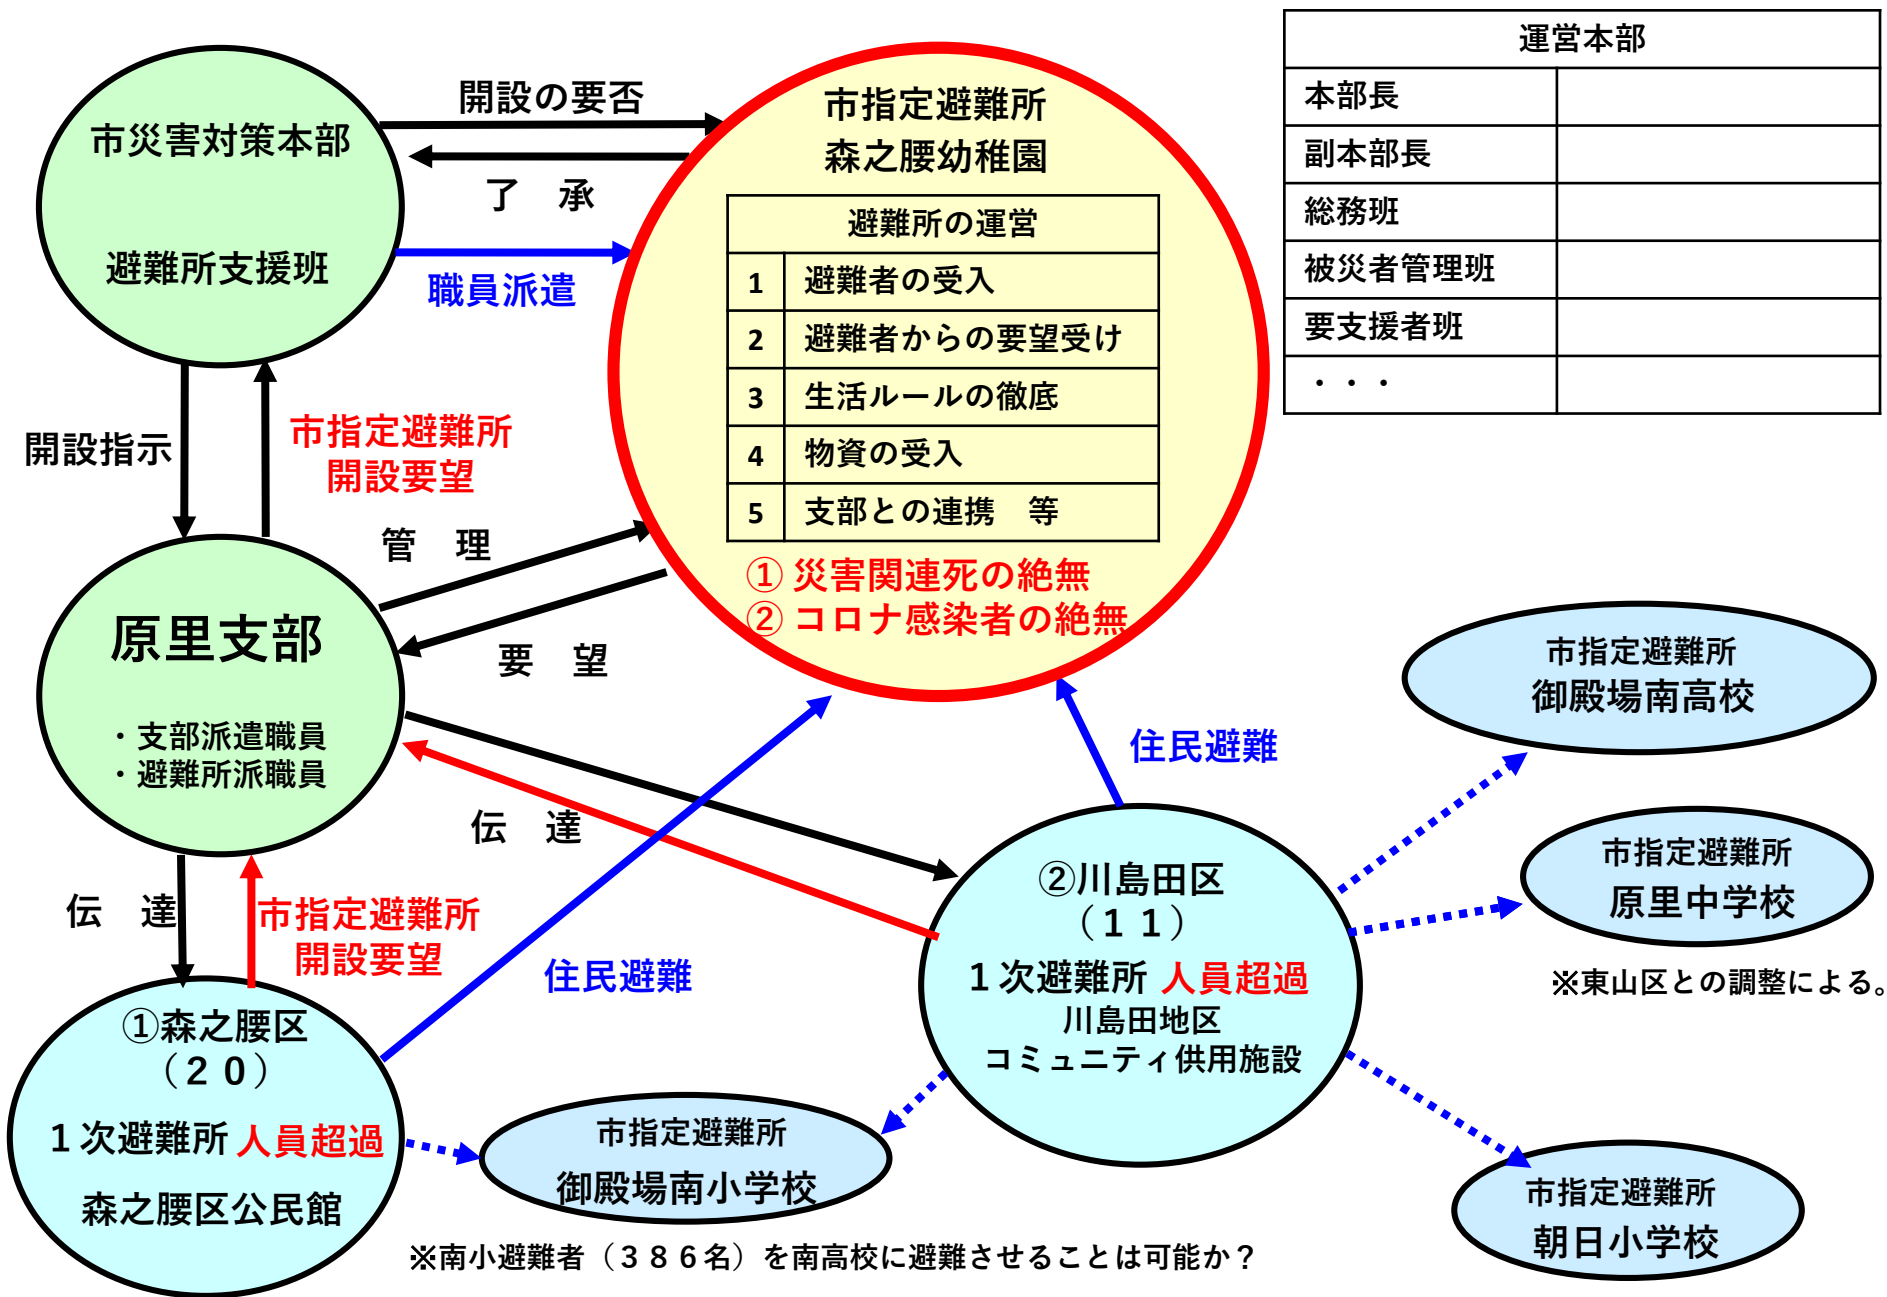 市災害対策本部
避難所支援班
開設の要否
了　承
職員派遣
市指定避難所
森之腰幼稚園
避難所の運営
1 避難者の受入
2 避難者からの要望受け
3 生活ルールの徹底
4 物資の受入
5 支部との連携　等
① 災害関連死の絶無
② コロナ感染者の絶無
運営本部
本部長
副本部長
総務班
被災者管理班
要支援者班
・・・
開設指示
市指定避難所
開設要望
管　理
要　望
原里支部
・支部派遣職員
・避難所派職員
伝　達
市指定避難所
開設要望
伝　達
住民避難
住民避難
①森之腰区
（２０）
１次避難所 人員超過
森之腰区公民館
②川島田区
（１１）
１次避難所 人員超過
川島田地区
コミュニティ供用施設
市指定避難所
御殿場南高校
市指定避難所
原里中学校
※東山区との調整による。
市指定避難所
御殿場南小学校
市指定避難所
朝日小学校
※南小避難者（３８６名）を南高校に避難させることは可能か？